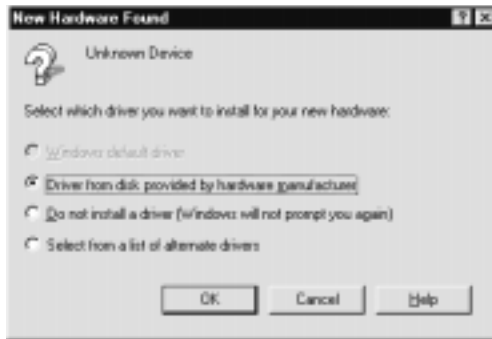 New Hardware Found
Unknown Device
Select which driver you want to install for your new hardware:
Windows default driver
Driver from disk provided by hardware manufacturer
Do not install a driver (Windows will not prompt you again)
Select from a list of alternate drivers
OK Cancel Help